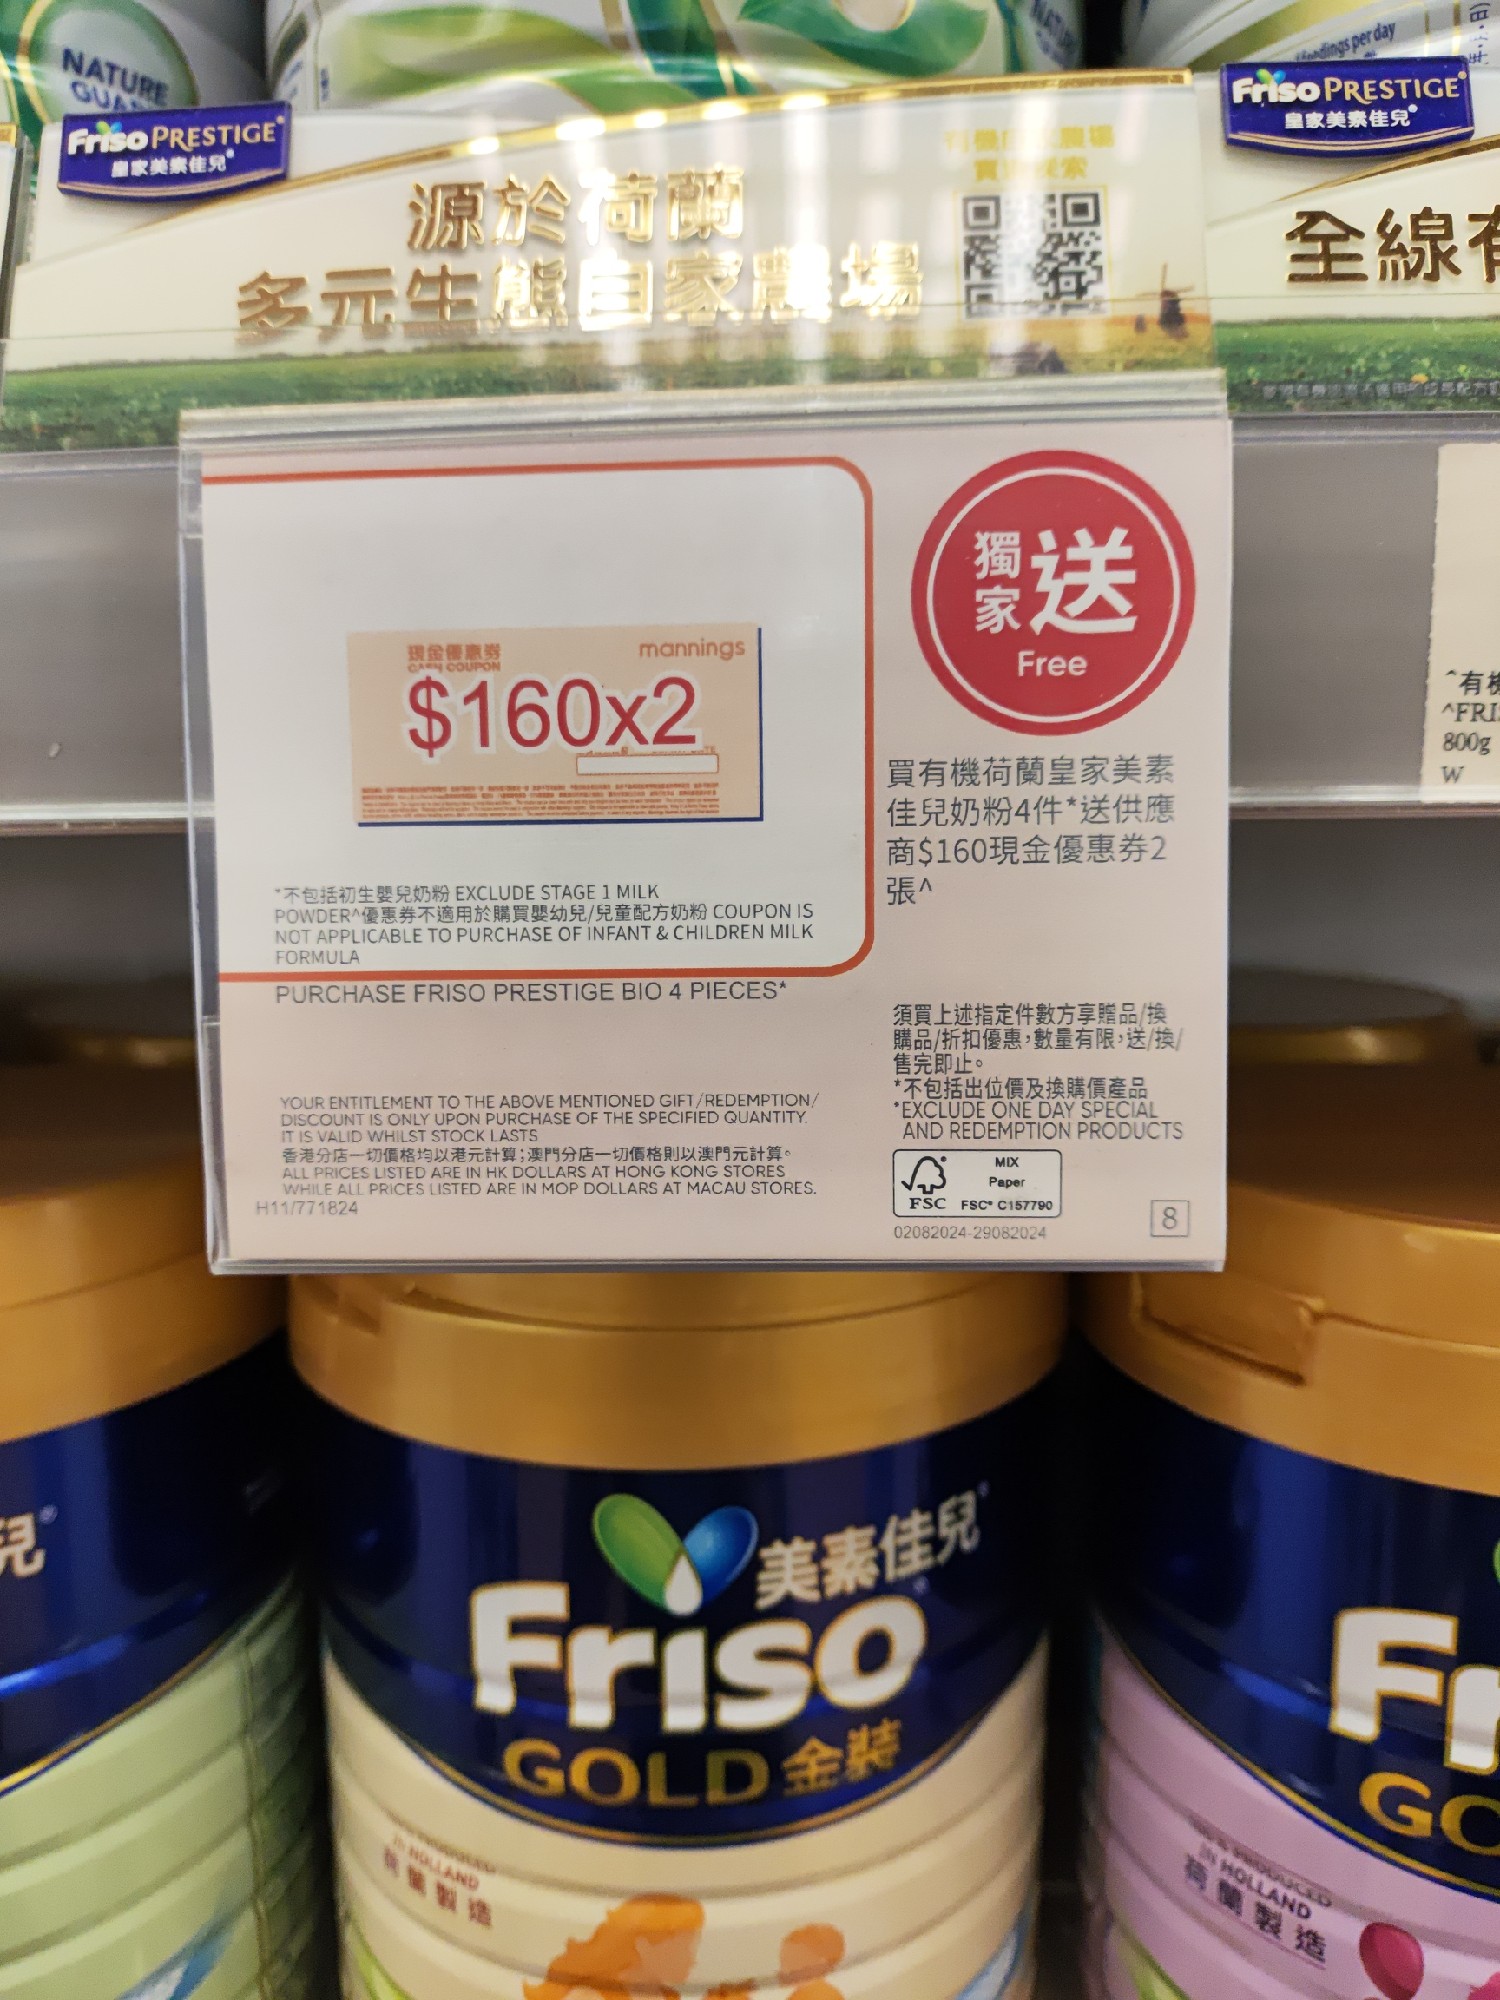 NATURE
Friso PRESTIGE
皇家美素佳兒
源於荷蘭
多元生態自家農場
Friso PRESTIGE
皇家美素佳兒
全線有
feedings per day
現金優惠券 mannings
CASH COUPON
$160x2
獨家送
Free
買有機荷蘭皇家美素
佳兒奶粉4件*送供應
商$160現金優惠券2
張^
*不包括初生嬰兒奶粉 EXCLUDE STAGE 1 MILK
POWDER^優惠券不適用於購買嬰幼兒/兒童配方奶粉 COUPON IS
NOT APPLICABLE TO PURCHASE OF INFANT & CHILDREN MILK
FORMULA
PURCHASE FRISO PRESTIGE BIO 4 PIECES*
須買上述指定件數方享贈品/換
購品/折扣優惠,數量有限,送/換/
售完即止。
*不包括出位價及換購價產品
*EXCLUDE ONE DAY SPECIAL
AND REDEMPTION PRODUCTS
YOUR ENTITLEMENT TO THE ABOVE MENTIONED GIFT/REDEMPTION/
DISCOUNT IS ONLY UPON PURCHASE OF THE SPECIFIED QUANTITY.
IT IS VALID WHILST STOCK LASTS
香港分店一切價格均以港元計算;澳門分店一切價格則以澳門元計算。
ALL PRICES LISTED ARE IN HK DOLLARS AT HONG KONG STORES
WHILE ALL PRICES LISTED ARE IN MOP DOLLARS AT MACAU STORES.
H11/771824
FSC
MIX
Paper
FSC® C157790
02082024-29082024
8
^有機
^FRI
800g
W
兒
美素佳兒
Friso
GOLD 金裝
IN HOLLAND
荷蘭製造
Fr
GO
IN HOLLAND
荷蘭製造